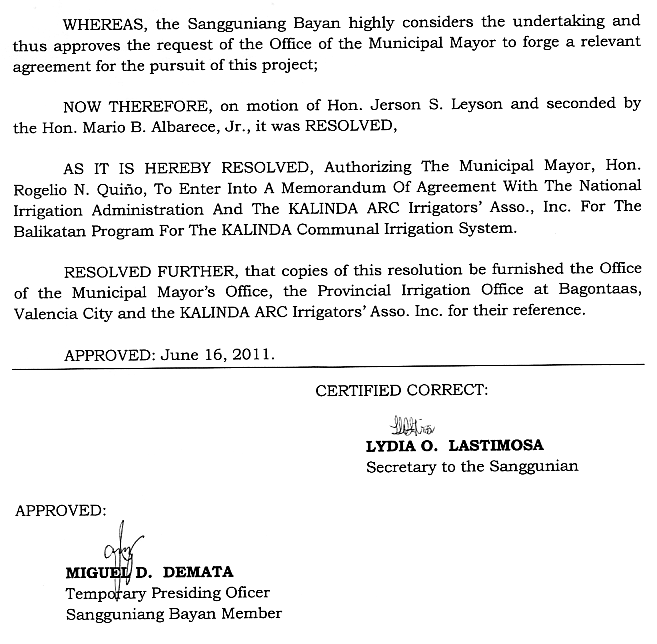 WHEREAS, the Sangguniang Bayan highly considers the undertaking and
thus approves the request of the Office of the Municipal Mayor to forge a relevant
agreement for the pursuit of this project;
NOW THEREFORE, on motion of Hon. Jerson S. Leyson and seconded by
the Hon. Mario B. Albarece, Jr., it was RESOLVED,
AS IT IS HEREBY RESOLVED, Authorizing The Municipal Mayor, Hon.
Rogelio N. Quiño, To Enter Into A Memorandum Of Agreement With The National
Irrigation Administration And The KALINDA ARC Irrigators' Asso., Inc. For The
Balikatan Program For The KALINDA Communal Irrigation System.
RESOLVED FURTHER, that copies of this resolution be furnished the Office
of the Municipal Mayor's Office, the Provincial Irrigation Office at Bagontaas,
Valencia City and the KALINDA ARC Irrigators' Asso. Inc. for their reference.
APPROVED: June 16, 2011.
CERTIFIED CORRECT:
LYDIA O. LASTIMOSA
Secretary to the Sanggunian
APPROVED:
MIGUEL D. DEMATA
Temporary Presiding Oficer
Sangguniang Bayan Member